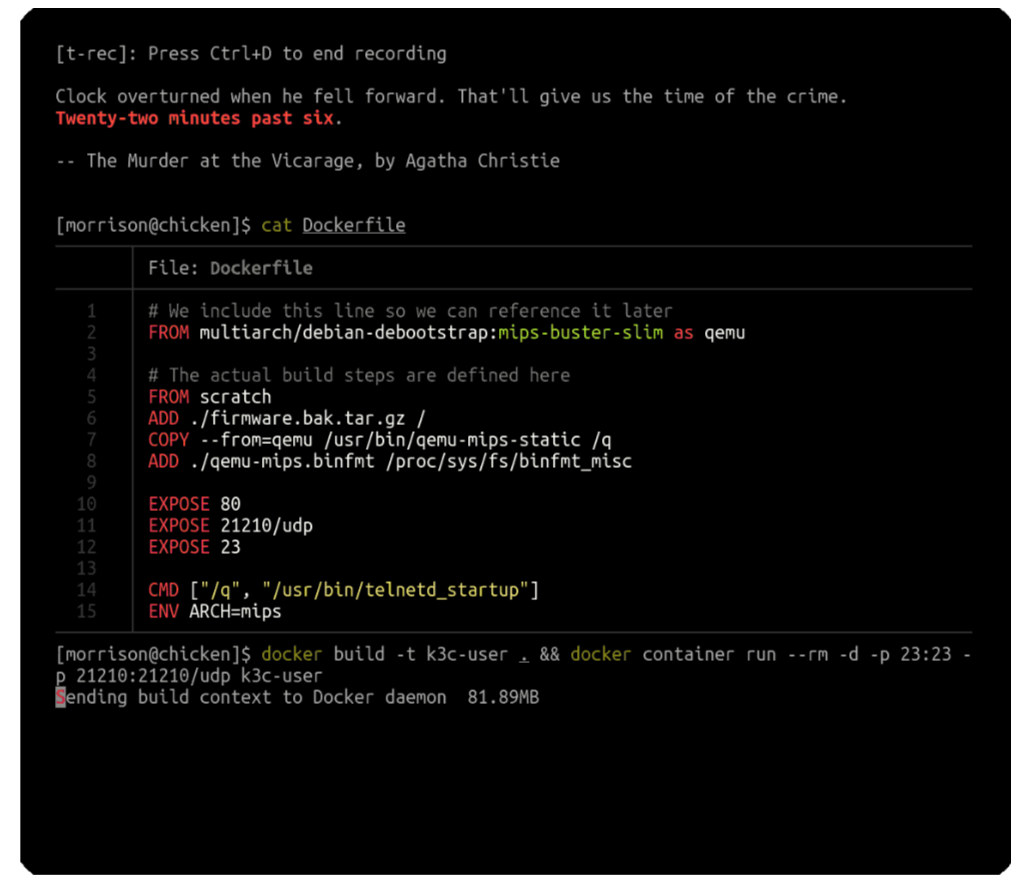 [t-rec]: Press Ctrl+D to end recording
Clock overturned when he fell forward. That'll give us the time of the crime.
Twenty-two minutes past six.
-- The Murder at the Vicarage, by Agatha Christie
[morrison@chicken]$ cat Dockerfile
File: Dockerfile
1 # We include this line so we can reference it later
2 FROM multiarch/debian-debootstrap:mips-buster-slim as qemu
3
4 # The actual build steps are defined here
5 FROM scratch
6 ADD ./firmware.bak.tar.gz /
7 COPY --from=qemu /usr/bin/qemu-mips-static /q
8 ADD ./qemu-mips.binfmt /proc/sys/fs/binfmt_misc
9
10 EXPOSE 80
11 EXPOSE 21210/udp
12 EXPOSE 23
13
14 CMD ["/q", "/usr/bin/telnetd_startup"]
15 ENV ARCH=mips
[morrison@chicken]$ docker build -t k3c-user . && docker container run --rm -d -p 23:23 -
p 21210:21210/udp k3c-user
Sending build context to Docker daemon  81.89MB